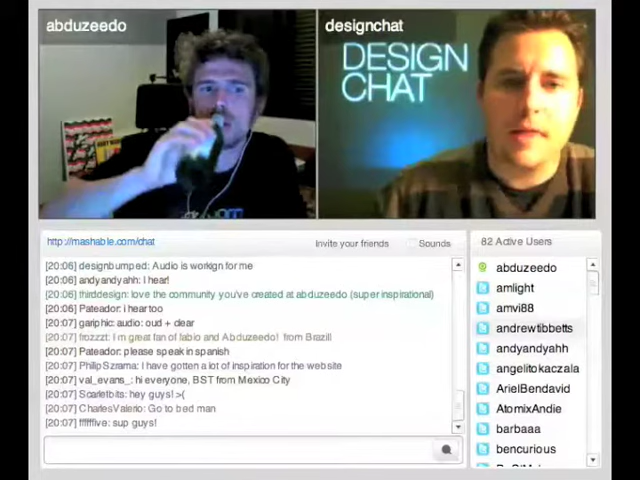 abduzeedo
designchat
DESIGN
CHAT
http://mashable.com/chat
Invite your friends
Sounds
82 Active Users
[20:06] designbumped: Audio is workign for me
[20:06] andyandyahh: I hear!
[20:06] thirddesign: love the community you've created at abduzeedo (super inspirational)
[20:06] Pateador: i hear too
[20:07] gariphic: audio: oud + clear
[20:07] frozzzt: I m great fan of fabio and Abduzeedo! from Brazill
[20:07] Pateador: please speak in spanish
[20:07] PhilipSzrama: I have gotten a lot of inspiration for the website
[20:07] val_evans_: hi everyone, BST from Mexico City
[20:07] Scarletbits: hey guys! >:(
[20:07] CharlesValerio: Go to bed man
[20:07] ffffffive: sup guys!
abduzeedo
amlight
amvi88
andrewtibbetts
andyandyahh
angelitokaczala
ArielBendavid
AtomixAndie
barbaaa
bencurious